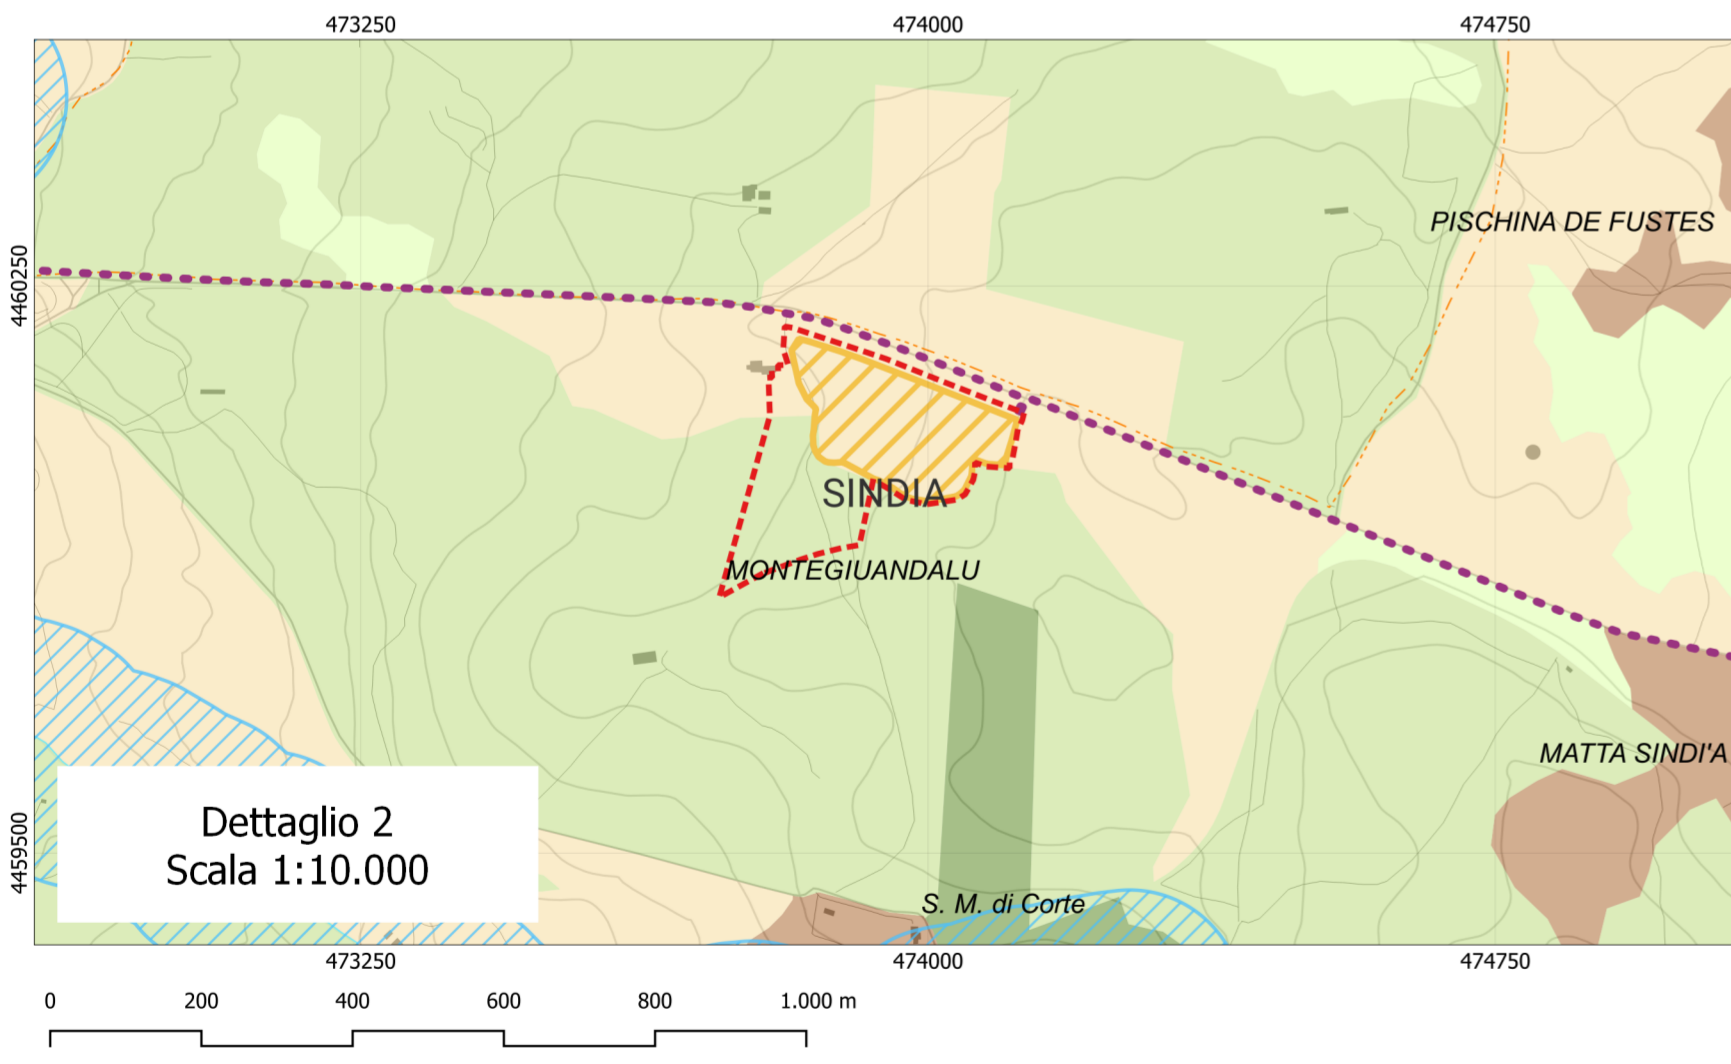 473250 474000 474750
PISCHINA DE FUSTES
4460250
SINDIA
MONTEGIUANDALU
MATTA SINDI'A
4459500
Dettaglio 2
Scala 1:10.000
S. M. di Corte
473250 474000 474750
0 200 400 600 800 1.000 m